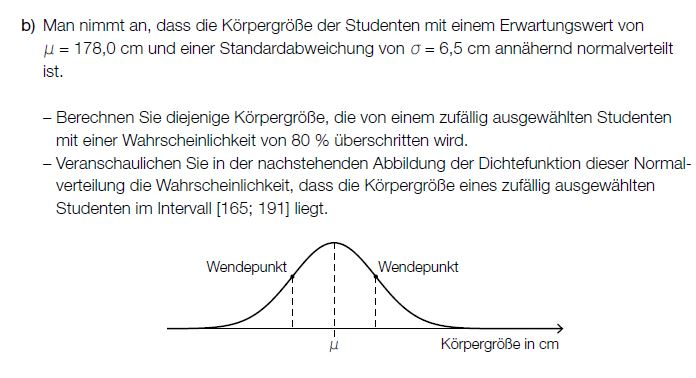 b) Man nimmt an, dass die Körpergröße der Studenten mit einem Erwartungswert von
μ = 178,0 cm und einer Standardabweichung von σ = 6,5 cm annähernd normalverteilt
ist.
– Berechnen Sie diejenige Körpergröße, die von einem zufällig ausgewählten Studenten
mit einer Wahrscheinlichkeit von 80 % überschritten wird.
– Veranschaulichen Sie in der nachstehenden Abbildung der Dichtefunktion dieser Normal-
verteilung die Wahrscheinlichkeit, dass die Körpergröße eines zufällig ausgewählten
Studenten im Intervall [165; 191] liegt.
Wendepunkt Wendepunkt
μ Körpergröße in cm